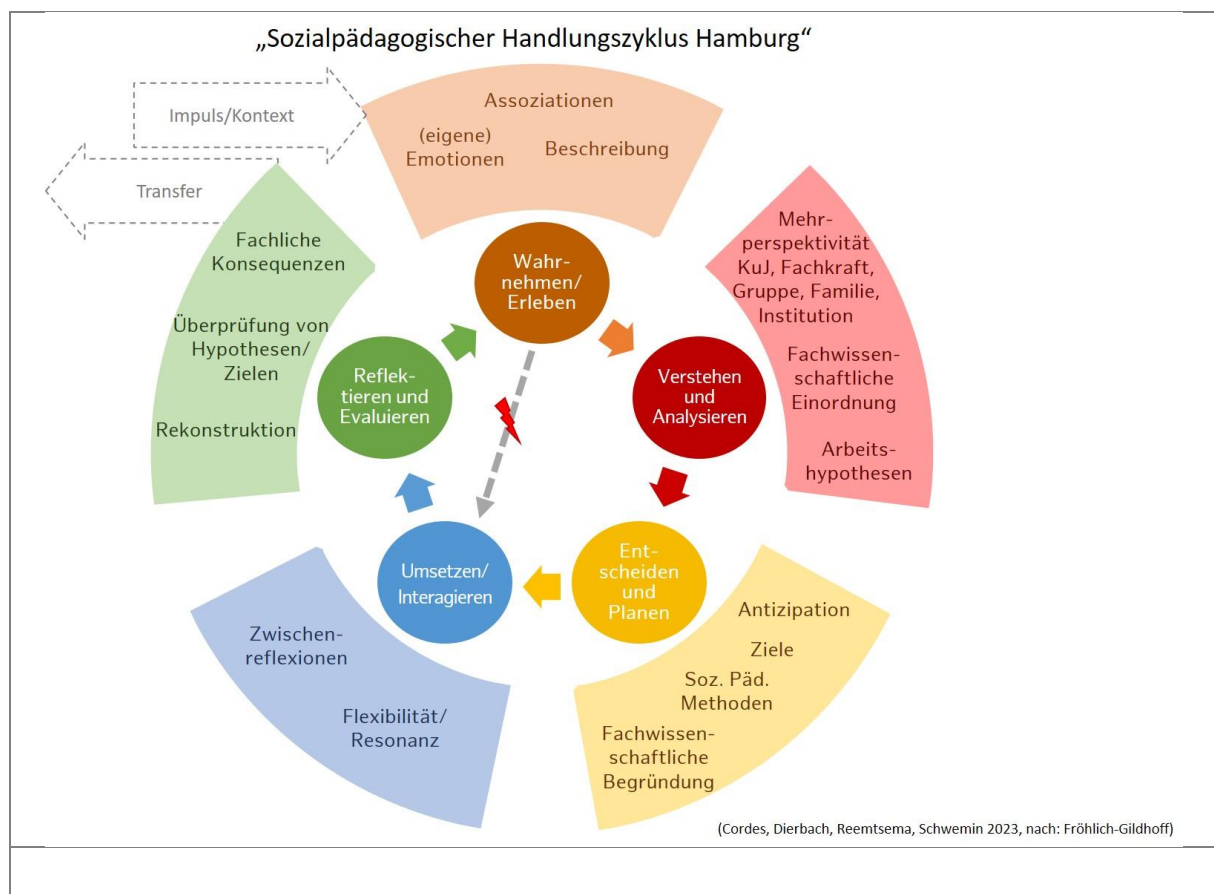 „Sozialpädagogischer Handlungszyklus Hamburg“
Impuls/Kontext
Transfer
Assoziationen
(eigene)
Emotionen
Beschreibung
Wahr-
nehmen/
Erleben
Mehr-
perspektivität
KuJ, Fachkraft,
Gruppe, Familie,
Institution
Fachwissen-
schaftliche
Einordnung
Arbeits-
hypothesen
Verstehen
und
Analysieren
Ent-
scheiden
und
Planen
Antizipation
Ziele
Soz. Päd.
Methoden
Fachwissen-
schaftliche
Begründung
Umsetzen/
Interagieren
Zwischen-
reflexionen
Flexibilität/
Resonanz
Reflek-
tieren und
Evaluieren
Fachliche
Konsequenzen
Überprüfung von
Hypothesen/
Zielen
Rekonstruktion
(Cordes, Dierbach, Reemtsema, Schwemin 2023, nach: Fröhlich-Gildhoff)